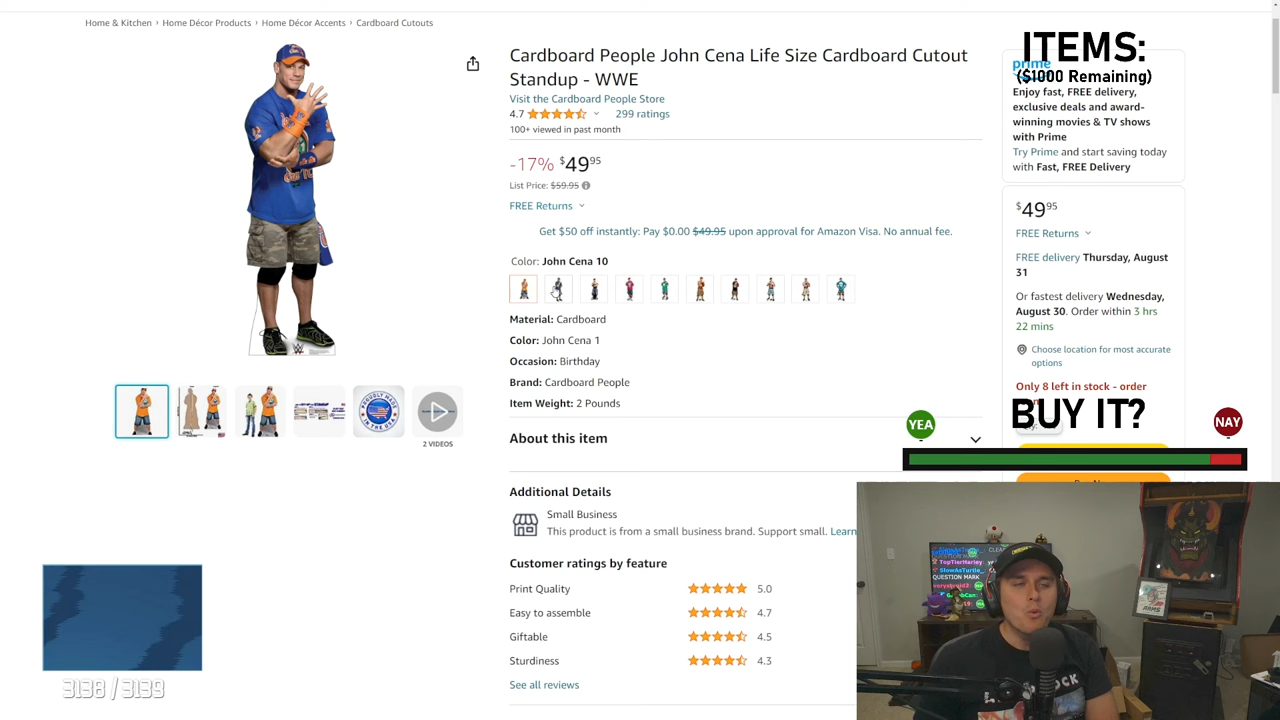 Home & Kitchen › Home Décor Products › Home Décor Accents › Cardboard Cutouts
Cardboard People John Cena Life Size Cardboard Cutout
Standup - WWE
Visit the Cardboard People Store
4.7 299 ratings
100+ viewed in past month
-17% $49 95
List Price: $59.95
FREE Returns
Get $50 off instantly: Pay $0.00 $49.95 upon approval for Amazon Visa. No annual fee.
Color: John Cena 10
Material: Cardboard
Color: John Cena 1
Occasion: Birthday
Brand: Cardboard People
Item Weight: 2 Pounds
About this item
2 VIDEOS
Additional Details
Small Business
This product is from a small business brand. Support small. Learn
Customer ratings by feature
Print Quality 5.0
Easy to assemble 4.7
Giftable 4.5
Sturdiness 4.3
See all reviews
ITEMS:
prime
($1000 Remaining)
Enjoy fast, FREE delivery,
exclusive deals and award-
winning movies & TV shows
with Prime
Try Prime and start saving today
with Fast, FREE Delivery
$49 95
FREE Returns
FREE delivery Thursday, August
31
Or fastest delivery Wednesday,
August 30. Order within 3 hrs
22 mins
Choose location for most accurate
options
Only 8 left in stock - order
BUY IT?
YEA
NAY
TopTierHarley:
SlowAsTurtle_:
QUESTION MARK
ARMS
3138 / 3139